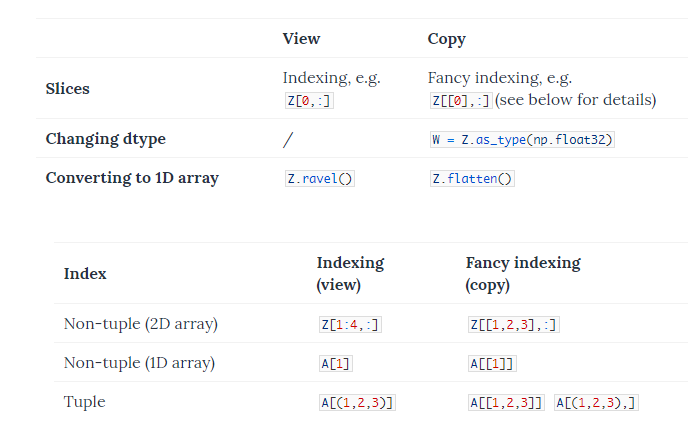 View Copy
Slices Indexing, e.g. Fancy indexing, e.g.
Z[0,:] Z[[0],:] (see below for details)
Changing dtype / W = Z.as_type(np.float32)
Converting to 1D array Z.ravel() Z.flatten()
Index Indexing Fancy indexing
(view) (copy)
Non-tuple (2D array) Z[1:4,:] Z[[1,2,3],:]
Non-tuple (1D array) A[1] A[[1]]
Tuple A[(1,2,3)] A[[1,2,3]] A[(1,2,3),]